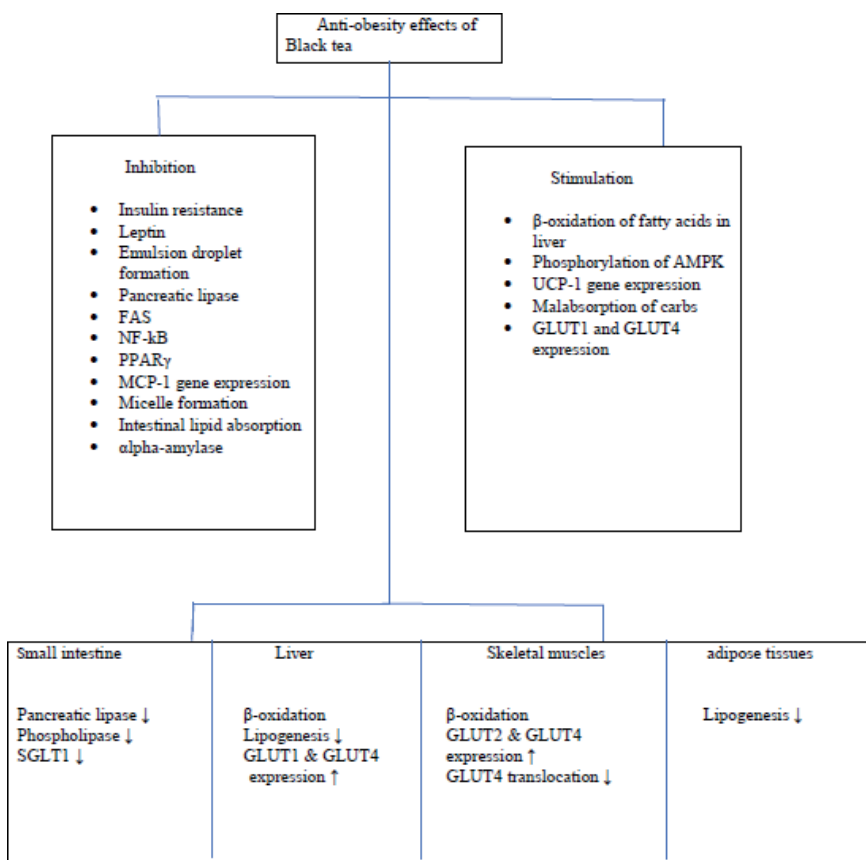 Anti-obesity effects of
Black tea
Inhibition
• Insulin resistance
• Leptin
• Emulsion droplet
formation
• Pancreatic lipase
• FAS
• NF-kB
• PPARγ
• MCP-1 gene expression
• Micelle formation
• Intestinal lipid absorption
• αlpha-amylase
Stimulation
• β-oxidation of fatty acids in
liver
• Phosphorylation of AMPK
• UCP-1 gene expression
• Malabsorption of carbs
• GLUT1 and GLUT4
expression
Small intestine
Pancreatic lipase ↓
Phospholipase ↓
SGLT1 ↓
Liver
β-oxidation
Lipogenesis ↓
GLUT1 & GLUT4
expression ↑
Skeletal muscles
β-oxidation
GLUT2 & GLUT4
expression ↑
GLUT4 translocation ↓
adipose tissues
Lipogenesis ↓